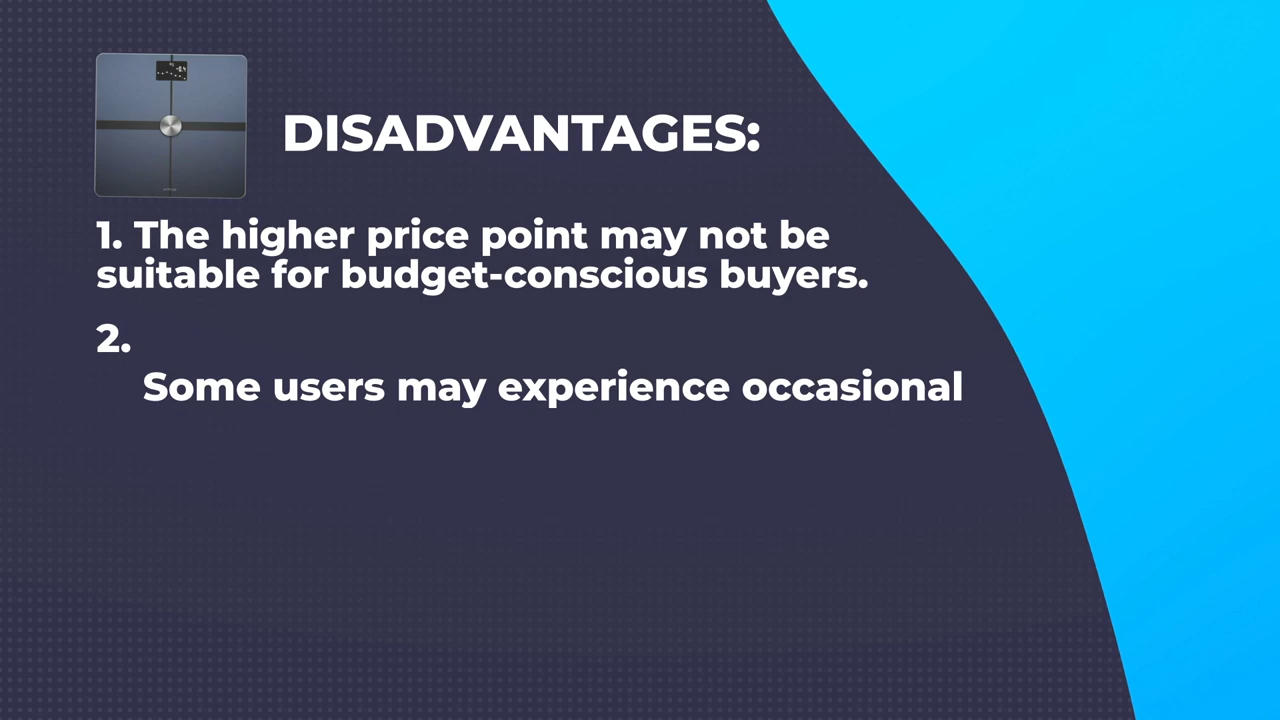 DISADVANTAGES:
1. The higher price point may not be
suitable for budget-conscious buyers.
2.
Some users may experience occasional